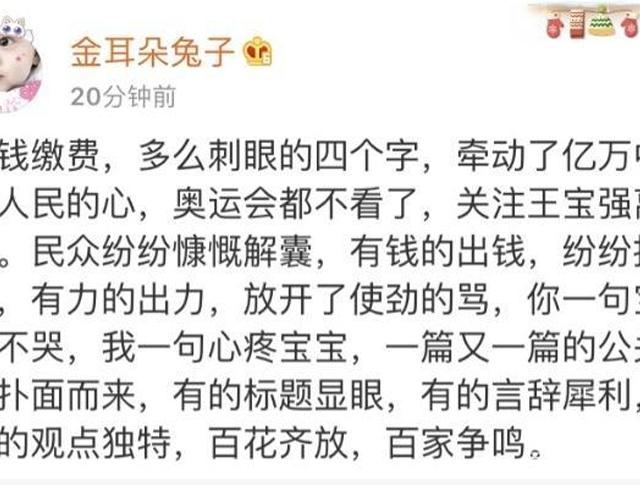 金耳朵兔子
20分钟前
钱缴费，多么刺眼的四个字，牵动了亿万
人民的心，奥运会都不看了，关注王宝强
。民众纷纷慷慨解囊，有钱的出钱，纷纷
，有力的出力，放开了使劲的骂，你一句
不哭，我一句心疼宝宝，一篇又一篇的公
扑面而来，有的标题显眼，有的言辞犀利，
的观点独特，百花齐放，百家争鸣。